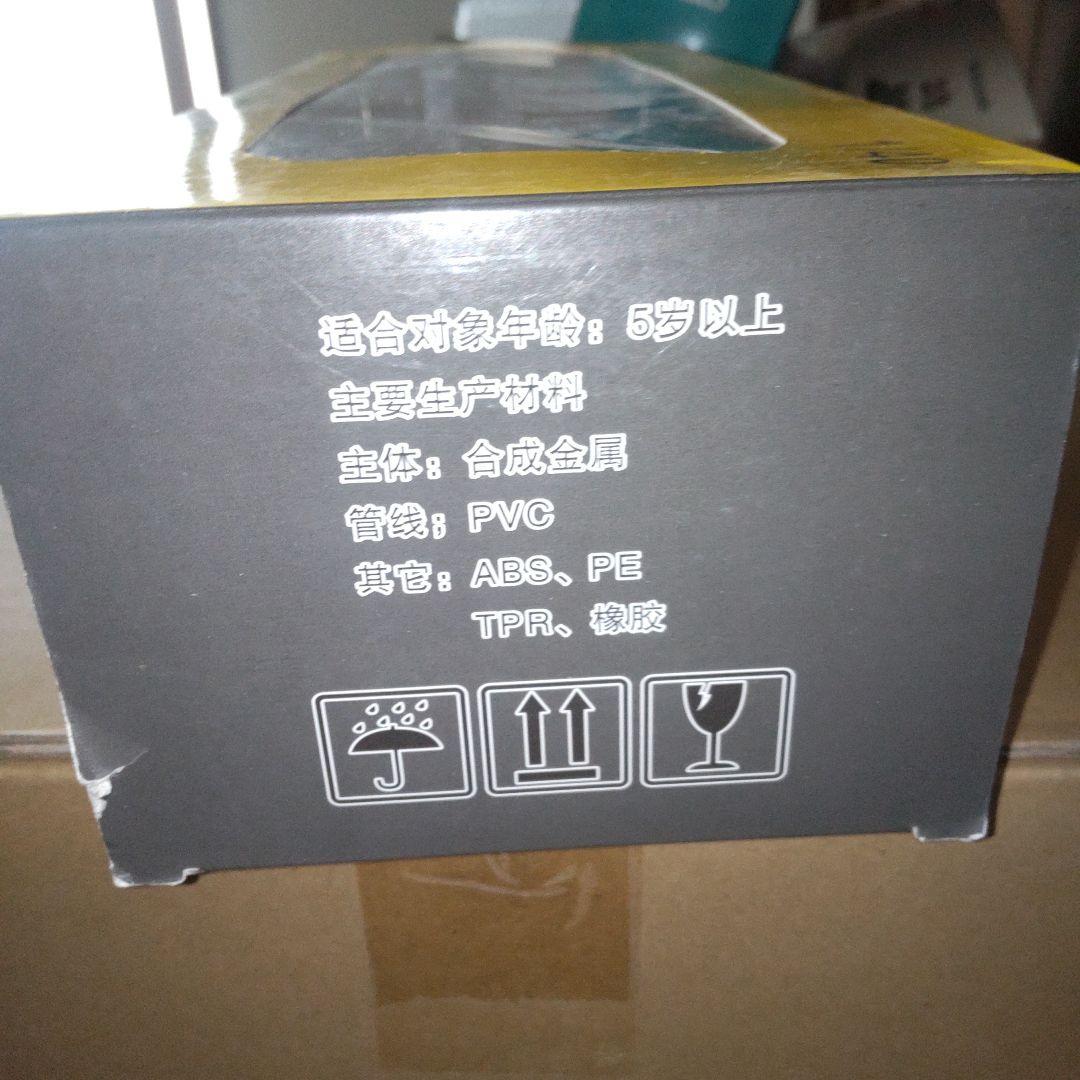 适合对象年龄：5岁以上
主要生产材料
主体：合成金属
管线；PVC
其它：ABS、PE
TPR、橡胶